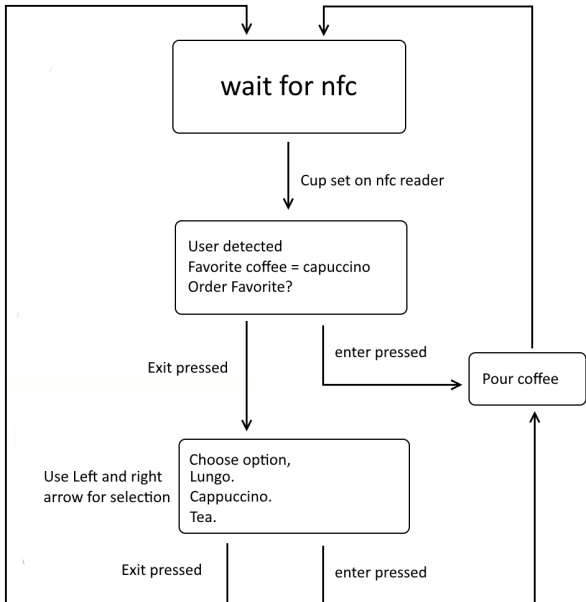 wait for nfc
Cup set on nfc reader
User detected
Favorite coffee = capuccino
Order Favorite?
Exit pressed
enter pressed
Pour coffee
Use Left and right
arrow for selection
Choose option,
Lungo.
Cappuccino.
Tea.
Exit pressed
enter pressed